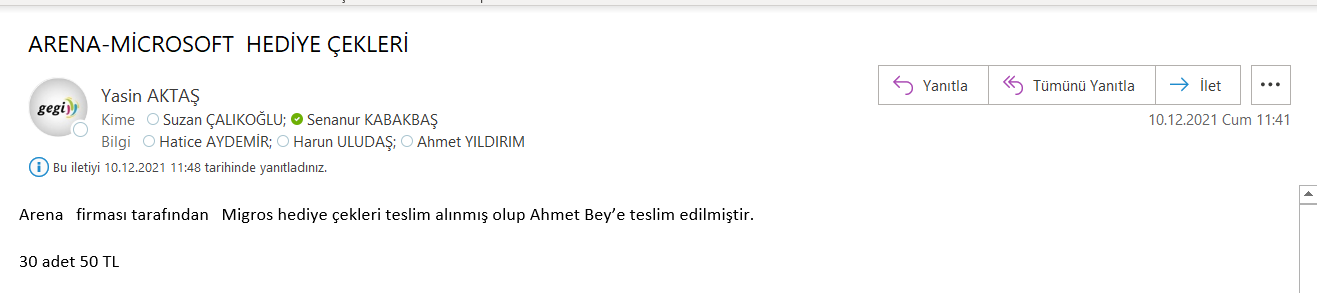 ARENA-MİCROSOFT HEDİYE ÇEKLERİ
gegi
Yasin AKTAŞ
Kime Suzan ÇALIKOĞLU; Senanur KABAKBAŞ
Bilgi Hatice AYDEMİR; Harun ULUDAŞ; Ahmet YILDIRIM
Yanıtla Tümünü Yanıtla İlet
10.12.2021 Cum 11:41
Bu iletiyi 10.12.2021 11:48 tarihinde yanıtladınız.
Arena firması tarafından Migros hediye çekleri teslim alınmış olup Ahmet Bey’e teslim edilmiştir.
30 adet 50 TL